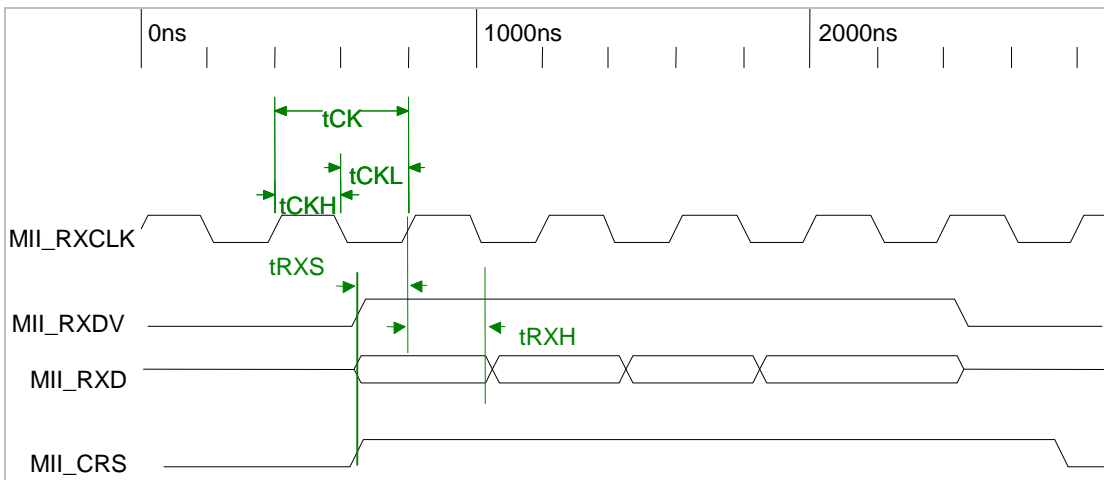 0ns 1000ns 2000ns
tCK
tCKL
tCKH
MII_RXCLK
tRXS
MII_RXDV
tRXH
MII_RXD
MII_CRS